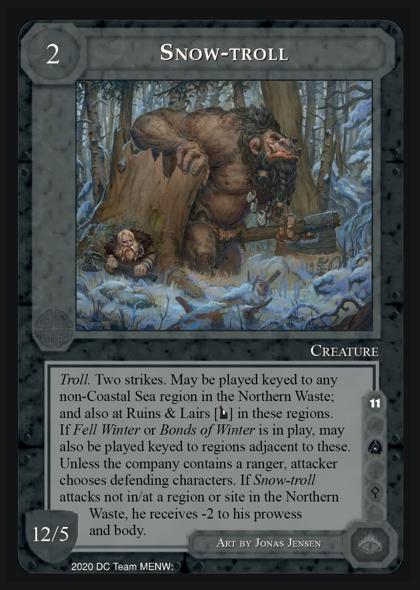 2
Snow-troll
Creature
Troll. Two strikes. May be played keyed to any
non-Coastal Sea region in the Northern Waste;
and also at Ruins & Lairs [] in these regions.
If Fell Winter or Bonds of Winter is in play, may
also be played keyed to regions adjacent to these.
Unless the company contains a ranger, attacker
chooses defending characters. If Snow-troll
attacks not in/at a region or site in the Northern
Waste, he receives -2 to his prowess
and body.
11
12/5
Art by Jonas Jensen
2020 DC Team MENW: